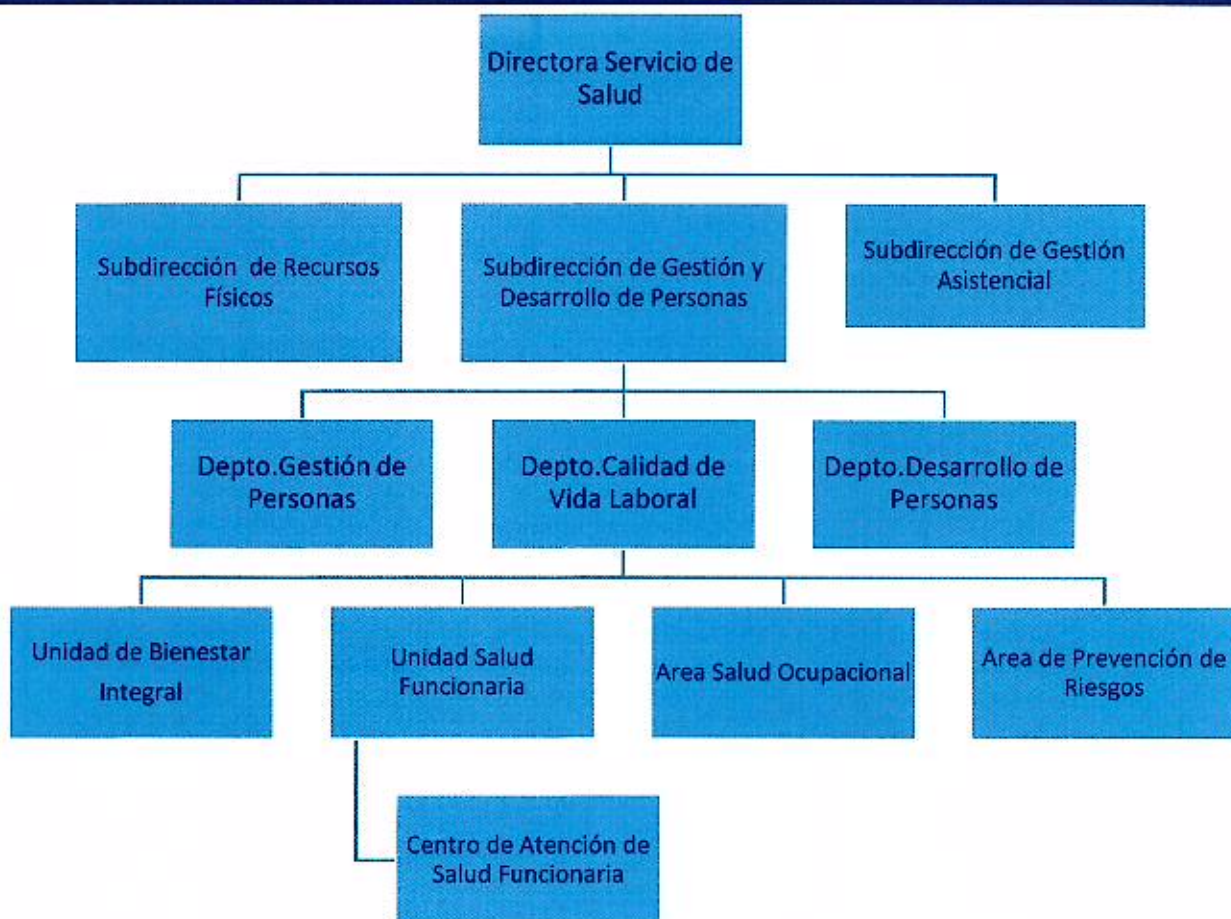 Directora Servicio de
Salud
Subdirección de Recursos
Físicos
Subdirección de Gestión y
Desarrollo de Personas
Subdirección de Gestión
Asistencial
Depto.Gestión de
Personas
Depto.Calidad de
Vida Laboral
Depto.Desarrollo de
Personas
Unidad de Bienestar
Integral
Unidad Salud
Funcionaria
Area Salud Ocupacional
Area de Prevención de
Riesgos
Centro de Atención de
Salud Funcionaria